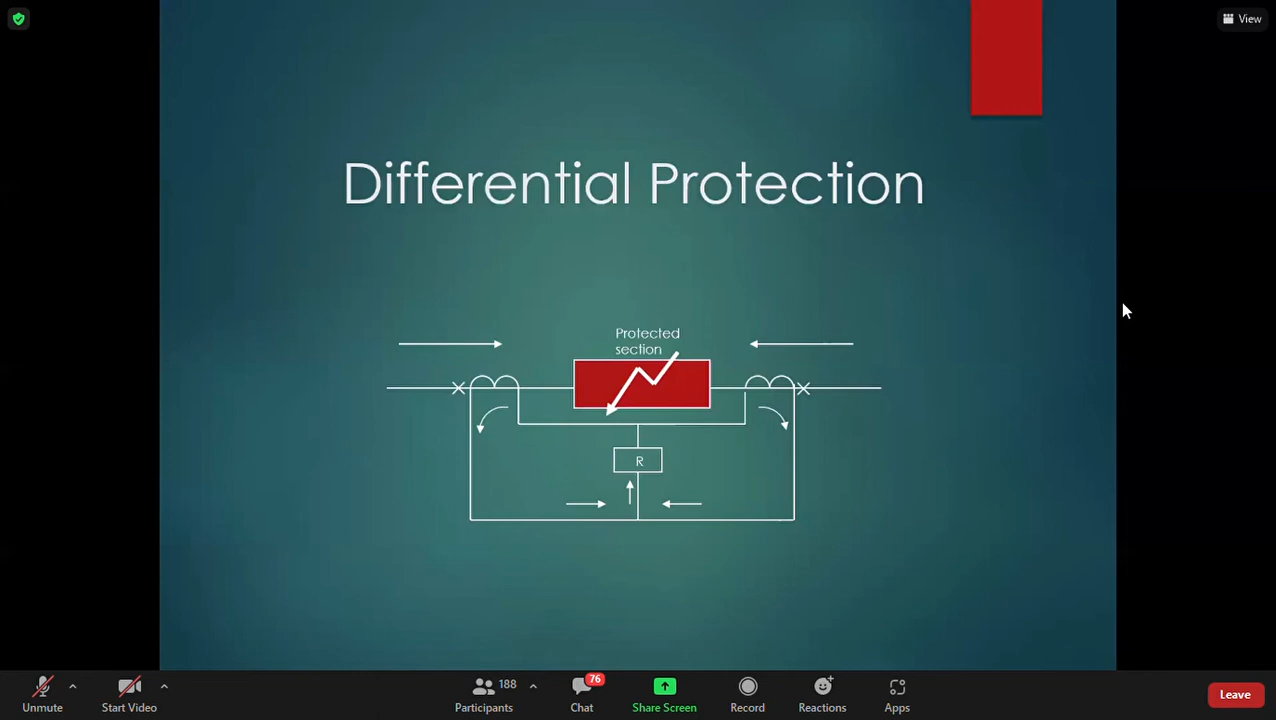 View
Differential Protection
Protected
section
R
Unmute
Start Video
188
Participants
76
Chat
Share Screen
Record
Reactions
Apps
Leave